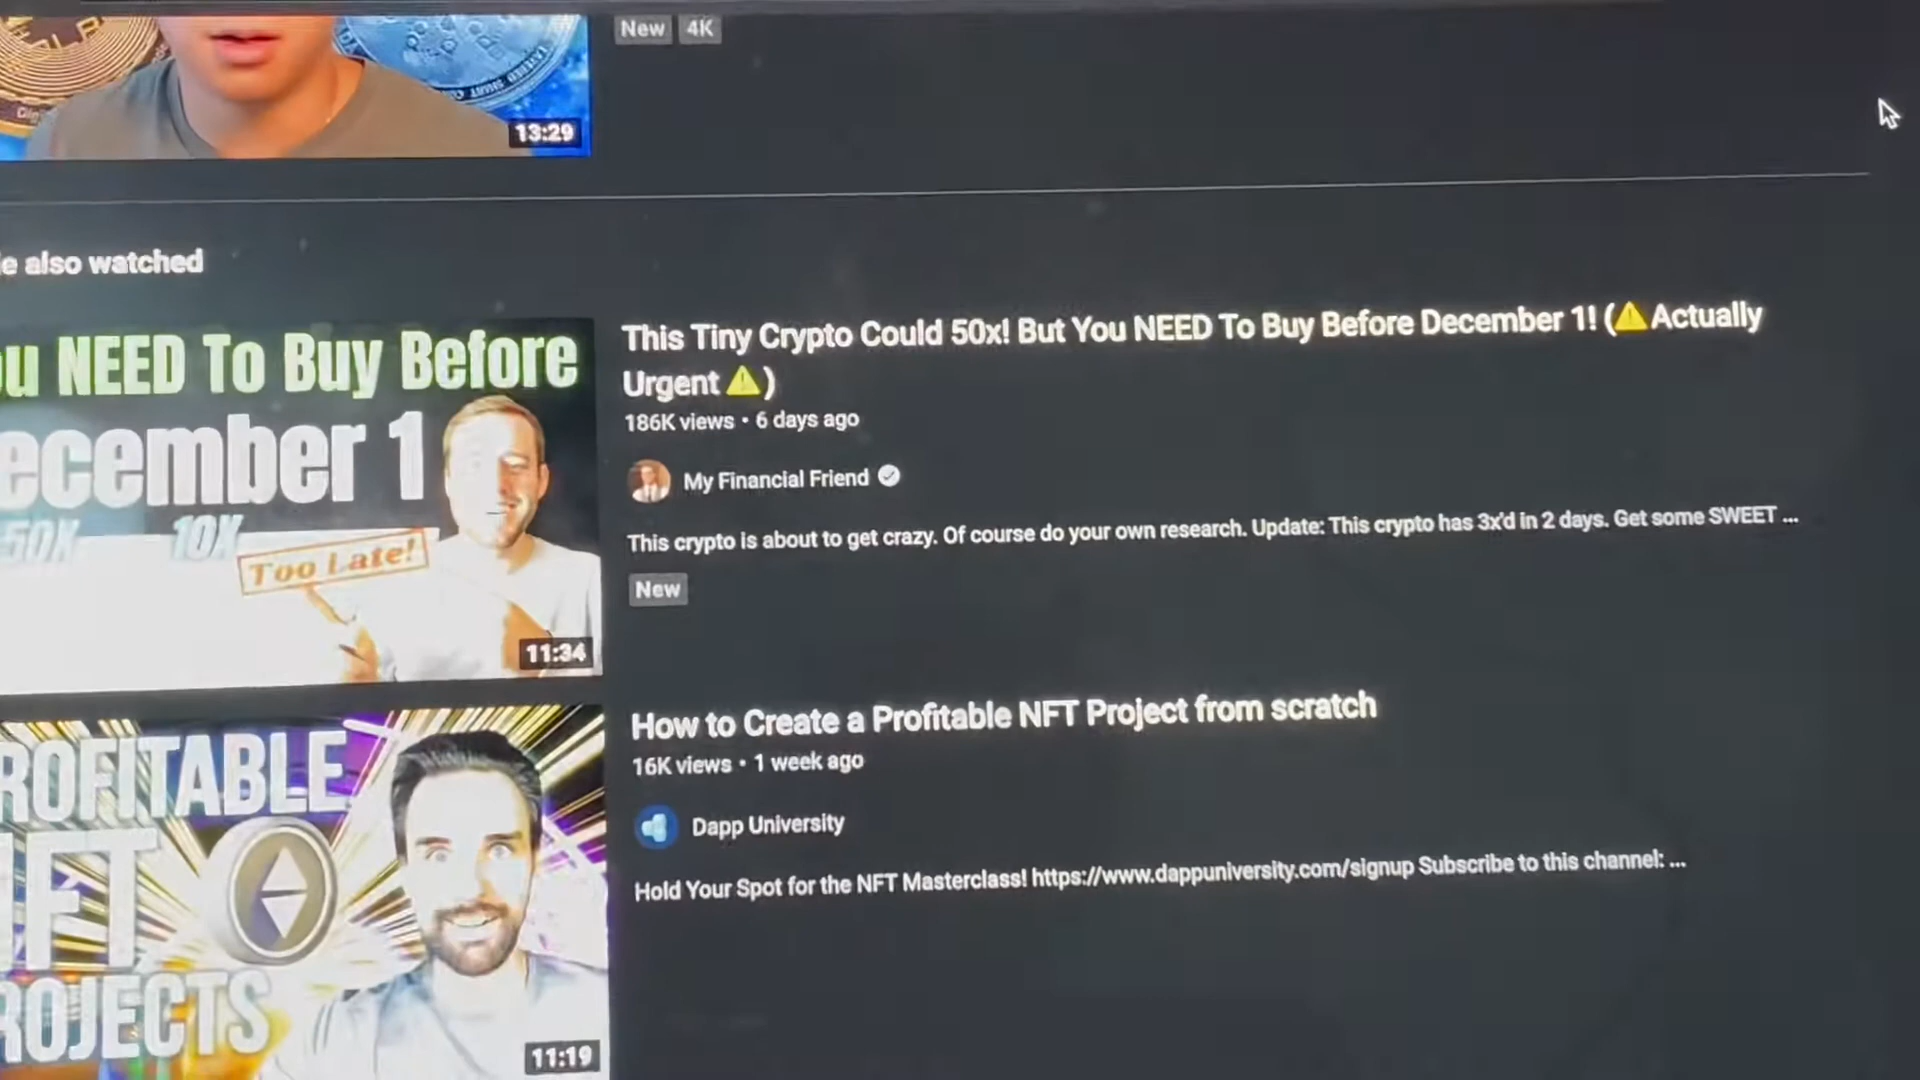 New 4K
13:29
e also watched
u NEED To Buy Before
ecember 1
50X 10X
Too Late!
11:34
This Tiny Crypto Could 50x! But You NEED To Buy Before December 1! (⚠Actually
Urgent ⚠)
186K views • 6 days ago
My Financial Friend
This crypto is about to get crazy. Of course do your own research. Update: This crypto has 3x'd in 2 days. Get some SWEET ...
New
ROFITABLE
NFT
ROJECTS
11:19
How to Create a Profitable NFT Project from scratch
16K views • 1 week ago
Dapp University
Hold Your Spot for the NFT Masterclass! https://www.dappuniversity.com/signup Subscribe to this channel: ...